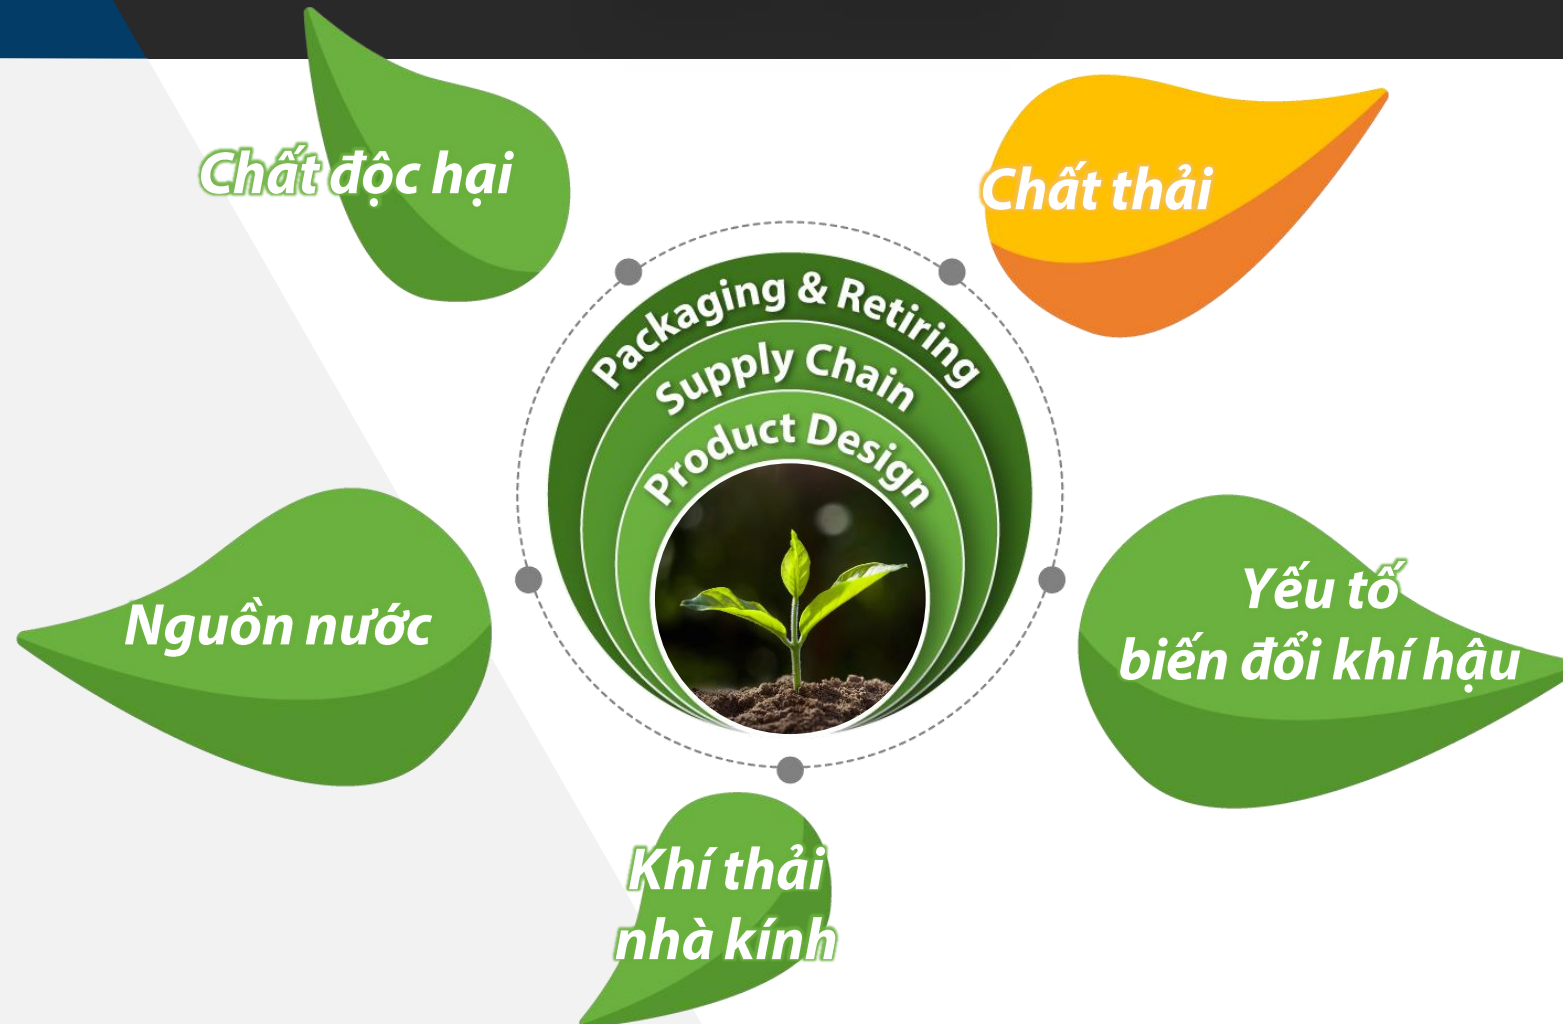 Chất độc hại
Chất thải
Packaging & Retiring
Supply Chain
Product Design
Nguồn nước
Yếu tố
biến đổi khí hậu
Khí thải
nhà kính